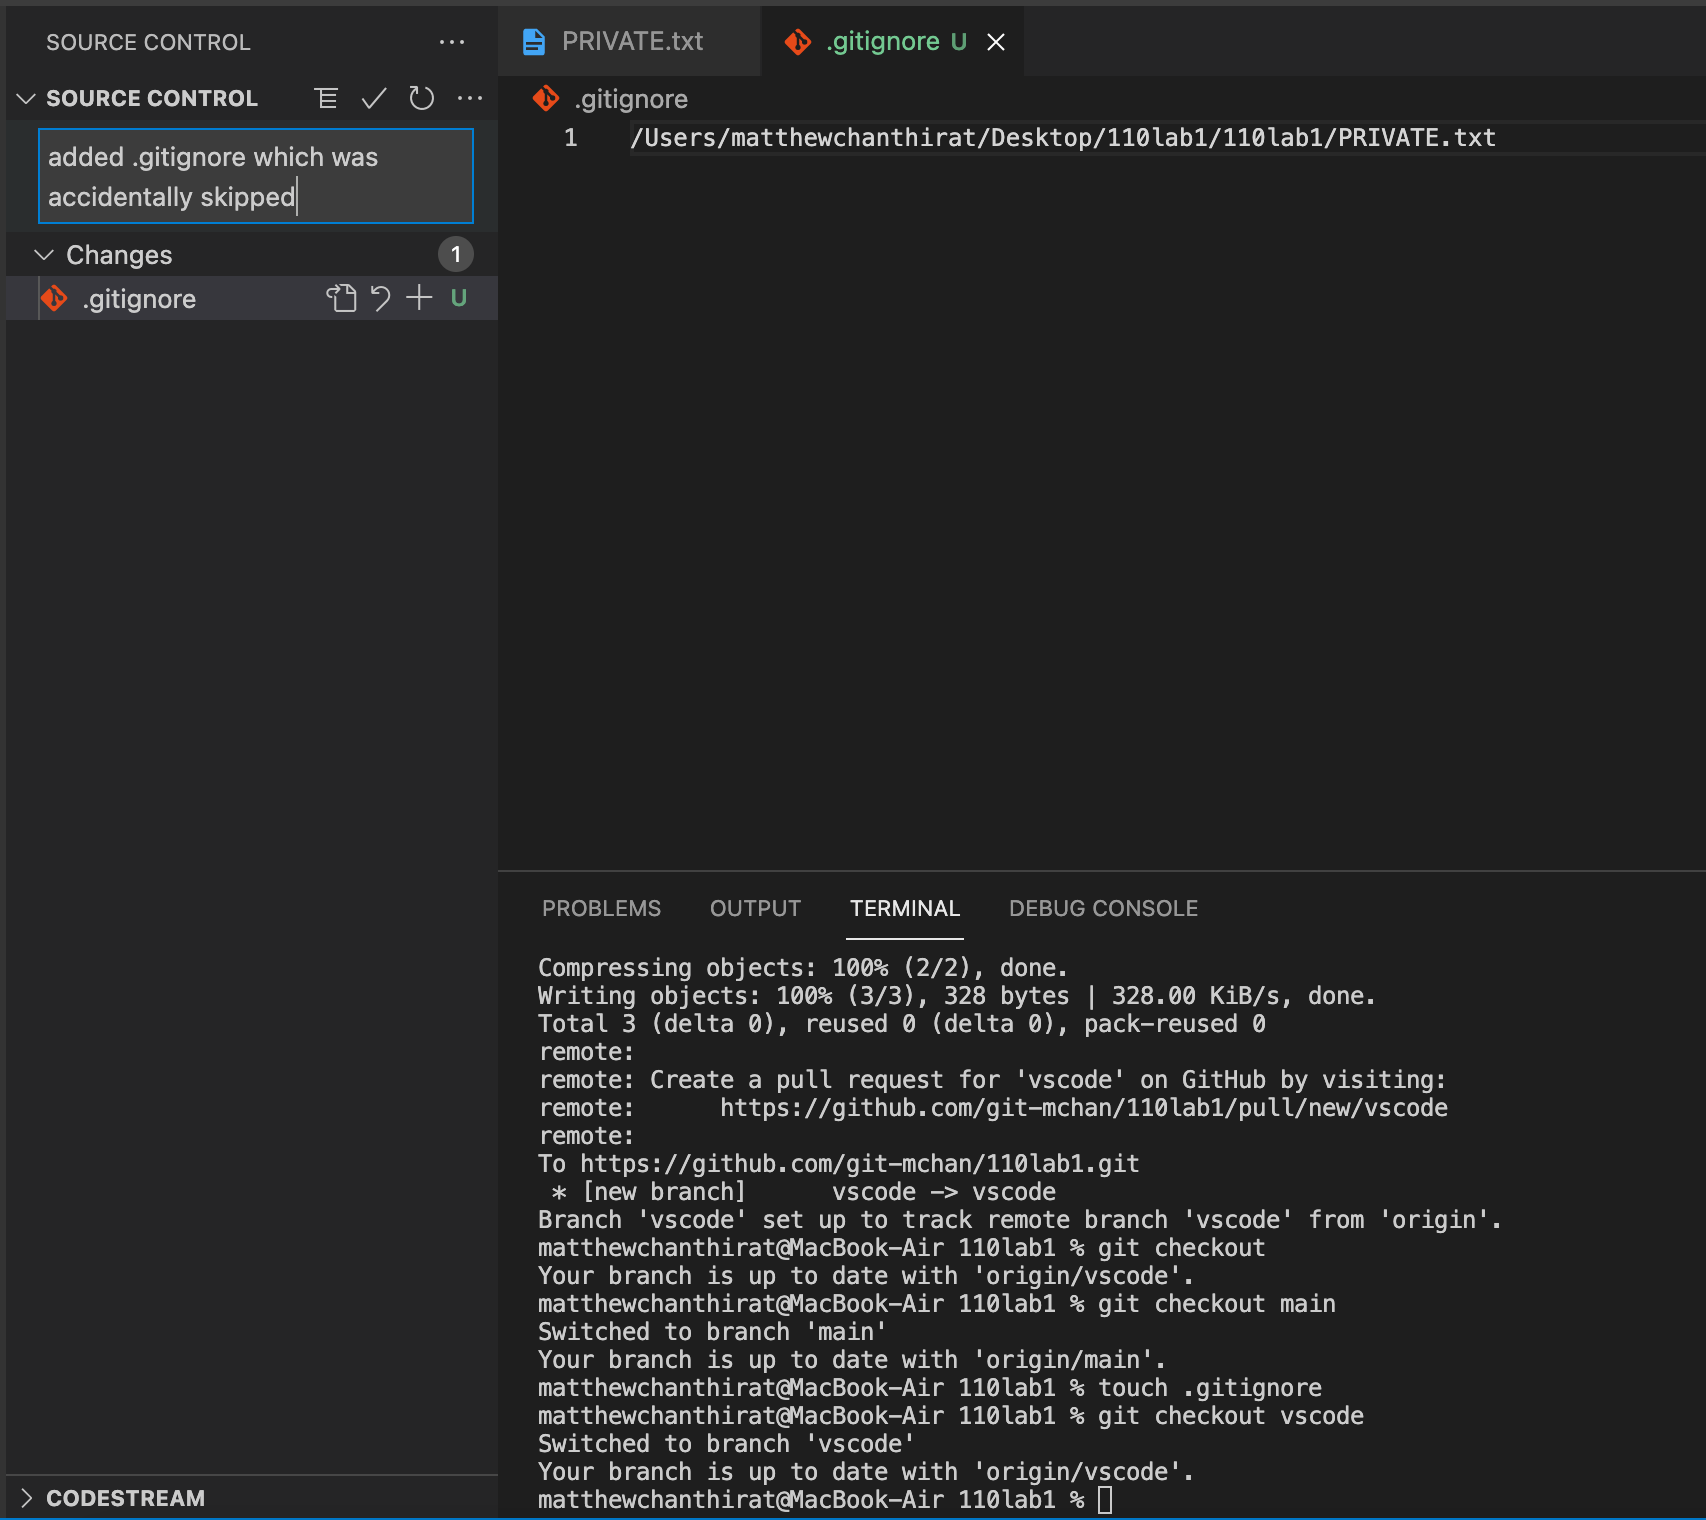 SOURCE CONTROL
SOURCE CONTROL
added .gitignore which was
accidentally skipped
Changes
1
.gitignore
U
CODESTREAM
PRIVATE.txt
.gitignore U
.gitignore
1 /Users/matthewchanthirat/Desktop/110lab1/110lab1/PRIVATE.txt
PROBLEMS OUTPUT TERMINAL DEBUG CONSOLE
Compressing objects: 100% (2/2), done.
Writing objects: 100% (3/3), 328 bytes | 328.00 KiB/s, done.
Total 3 (delta 0), reused 0 (delta 0), pack-reused 0
remote:
remote: Create a pull request for 'vscode' on GitHub by visiting:
remote:      https://github.com/git-mchan/110lab1/pull/new/vscode
remote:
To https://github.com/git-mchan/110lab1.git
 * [new branch]      vscode -> vscode
Branch 'vscode' set up to track remote branch 'vscode' from 'origin'.
matthewchanthirat@MacBook-Air 110lab1 % git checkout
Your branch is up to date with 'origin/vscode'.
matthewchanthirat@MacBook-Air 110lab1 % git checkout main
Switched to branch 'main'
Your branch is up to date with 'origin/main'.
matthewchanthirat@MacBook-Air 110lab1 % touch .gitignore
matthewchanthirat@MacBook-Air 110lab1 % git checkout vscode
Switched to branch 'vscode'
Your branch is up to date with 'origin/vscode'.
matthewchanthirat@MacBook-Air 110lab1 %